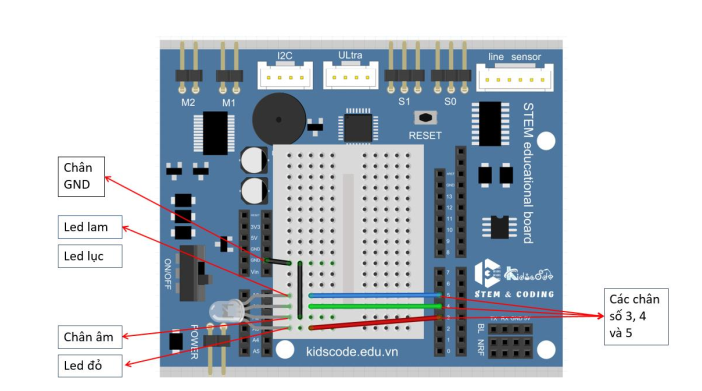 I2C
ULtra
line sensor
M2
M1
S1
S0
RESET
STEM educational board
Chân
GND
Led lam
Led lục
Chân âm
Led đỏ
3V3
5V
GND
GND
Vin
ON/OFF
POWER
A4
A5
13
12
11
10
9
8
7
6
5
2
1
0
KidsCode
STEM & CODING
Các chân
số 3, 4
và 5
BL
NRF
kidscode.edu.vn